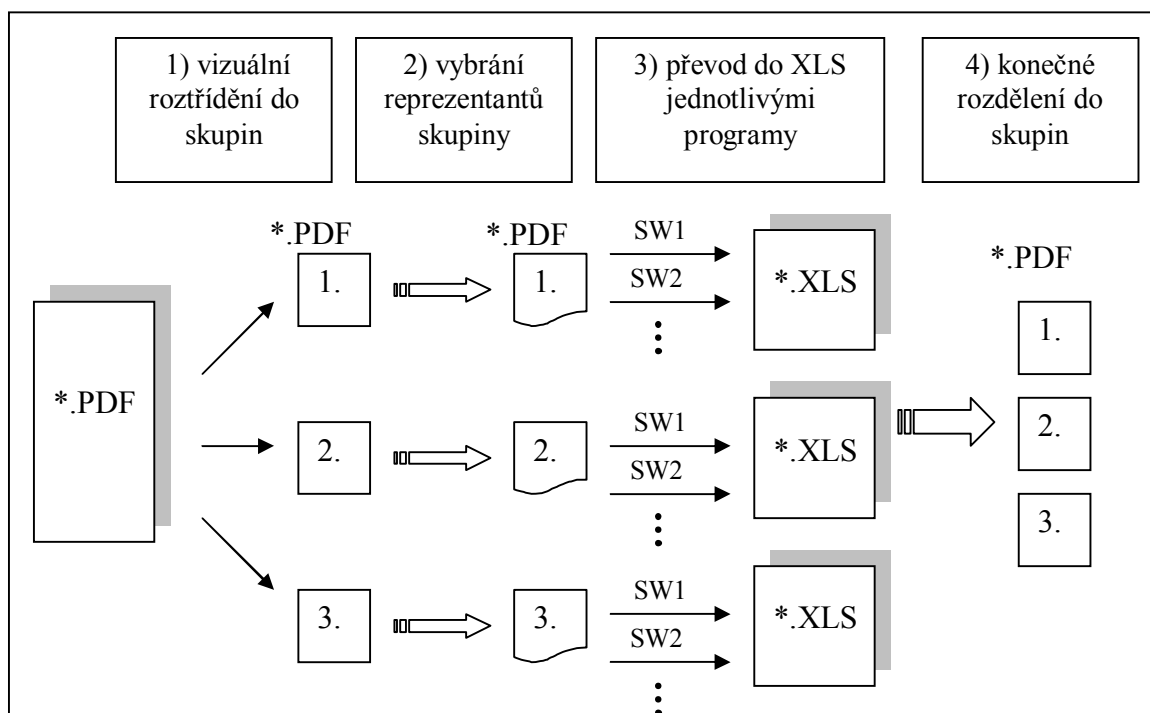 1) vizuální
roztřídění do
skupin
2) vybrání
reprezentantů
skupiny
3) převod do XLS
jednotlivými
programy
4) konečné
rozdělení do
skupin
*.PDF
*.PDF
*.PDF
1.
1.
SW1
SW2
*.XLS
*.PDF
2.
2.
SW1
SW2
*.XLS
3.
3.
SW1
SW2
*.XLS
1.
2.
3.